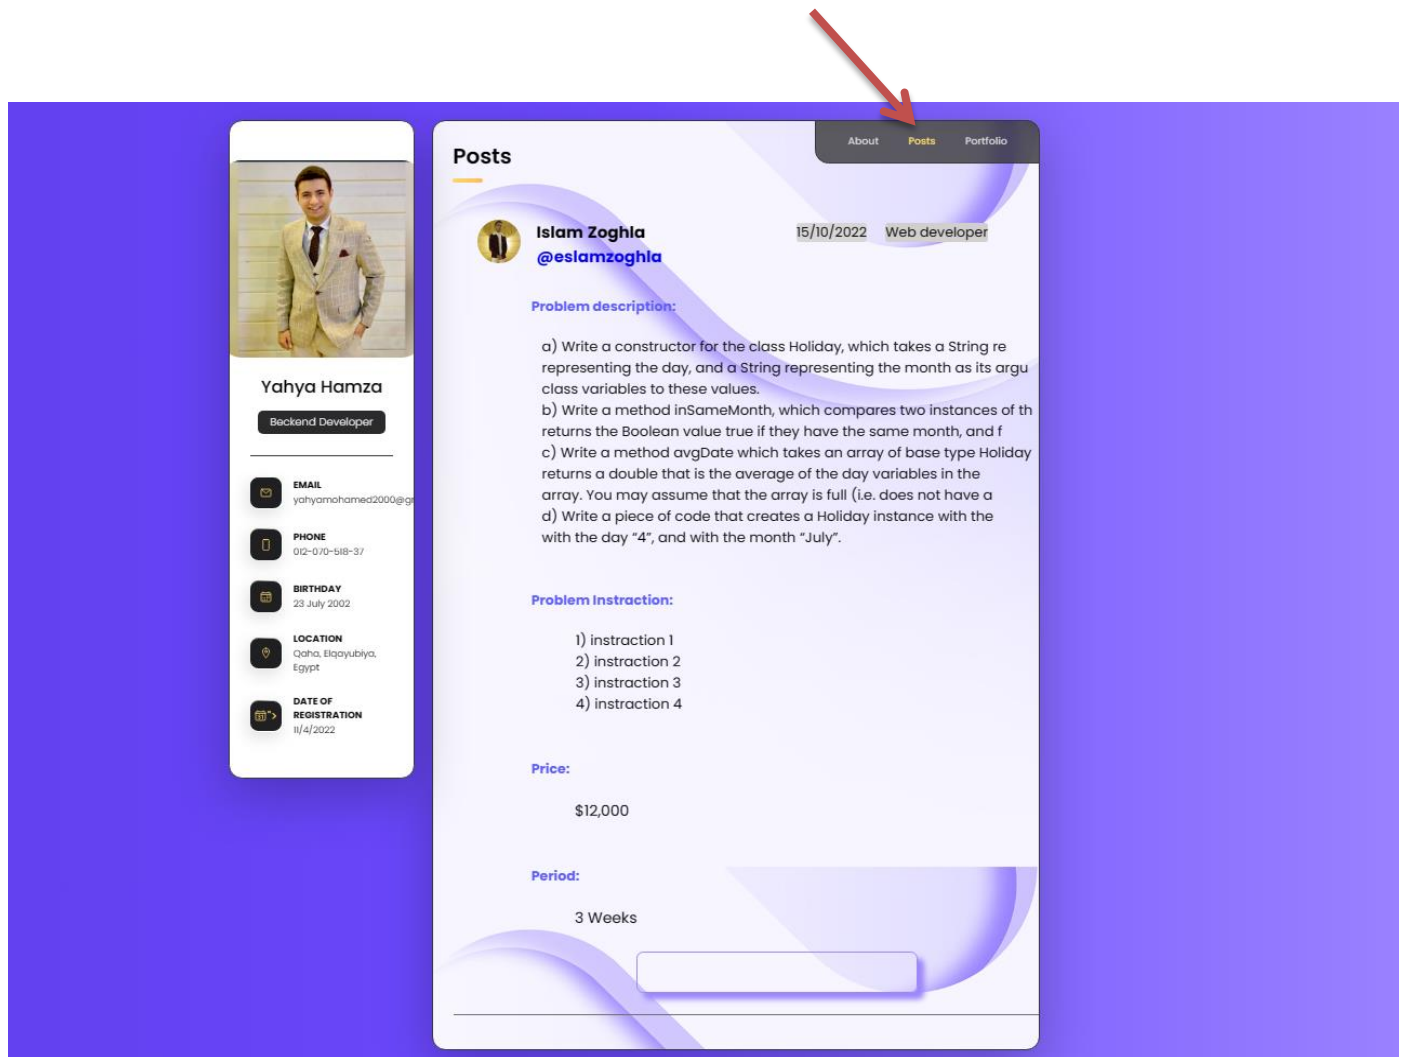 About Posts Portfolio
Posts
Islam Zoghla 15/10/2022 Web developer
@eslamzoghla
Problem description:
a) Write a constructor for the class Holiday, which takes a String re
representing the day, and a String representing the month as its argu
class variables to these values.
b) Write a method inSameMonth, which compares two instances of th
returns the Boolean value true if they have the same month, and f
c) Write a method avgDate which takes an array of base type Holiday
returns a double that is the average of the day variables in the
array. You may assume that the array is full (i.e. does not have a
d) Write a piece of code that creates a Holiday instance with the
with the day “4”, and with the month “July”.
Problem Instraction:
1) instraction 1
2) instraction 2
3) instraction 3
4) instraction 4
Price:
$12,000
Period:
3 Weeks
Yahya Hamza
Beckend Developer
EMAIL
yahyamohamed2000@gr
PHONE
012-070-518-37
BIRTHDAY
23 July 2002
LOCATION
Qaha, Elqayubiya,
Egypt
DATE OF
REGISTRATION
11/4/2022